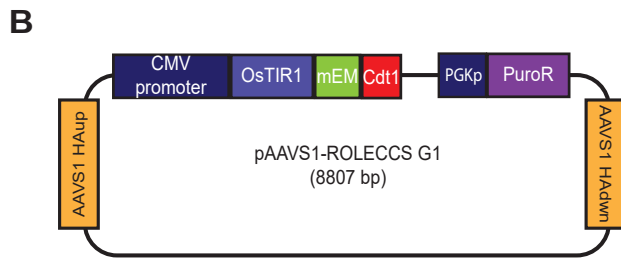 B
CMV
promoter
OsTIR1
mEM
Cdt1
PGKp
PuroR
AAVS1 HAup
AAVS1 HAdwn
pAAVS1-ROLECCS G1
(8807 bp)